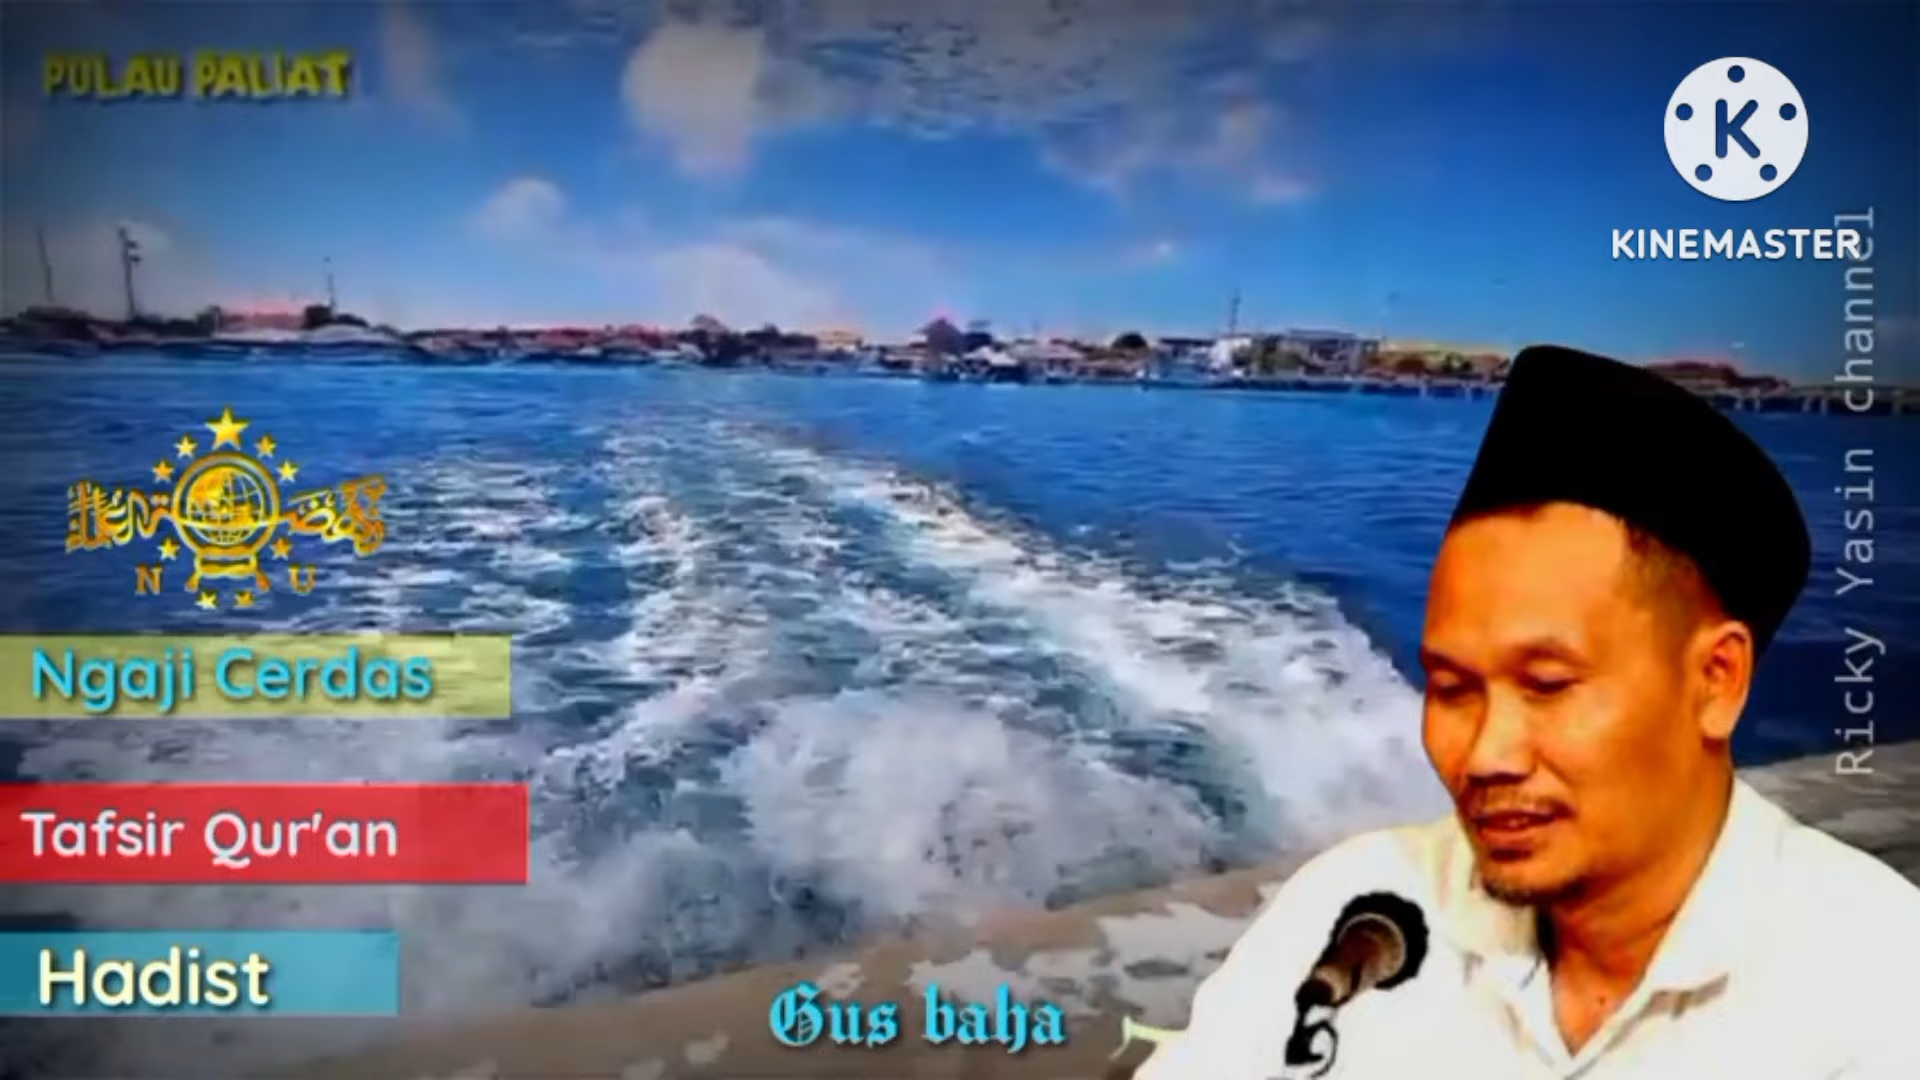 PULAU PALIAT
K
KINEMASTER
Ricky Yasin channel
N U
Ngaji Cerdas
Tafsir Qur'an
Hadist
Gus baha